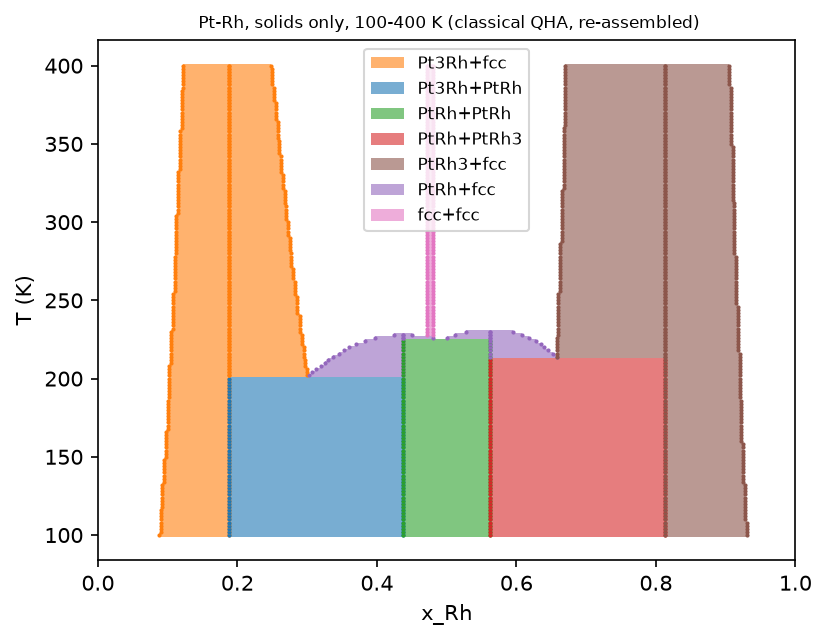 Pt-Rh, solids only, 100-400 K (classical QHA, re-assembled)
Pt3Rh+fcc
Pt3Rh+PtRh
PtRh+PtRh
PtRh+PtRh3
PtRh3+fcc
PtRh+fcc
fcc+fcc
T (K)
400
350
300
250
200
150
100
0.0 0.2 0.4 0.6 0.8 1.0
x_Rh